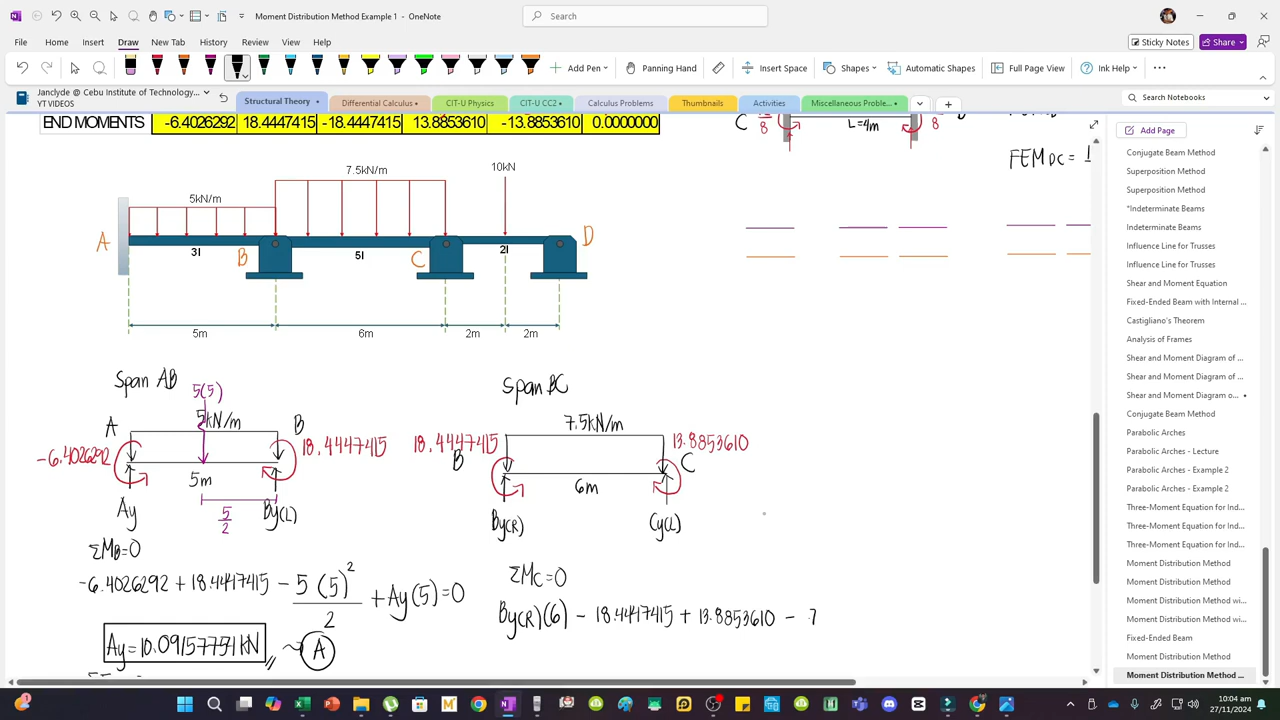 Moment Distribution Method Example 1 - OneNote
Search
File Home Insert Draw New Tab History Review View Help
Sticky Notes Share
Add Pen Panning Hand Insert Space Shapes Automatic Shapes Full Page View Ink Help
Janclyde @ Cebu Institute of Technology...
YT VIDEOS
Structural Theory Differential Calculus CIT-U Physics CIT-U CC2 Calculus Problems Thumbnails Activities Miscellaneous Proble...
Search Notebooks
Add Page
END MOMENTS -6.4026292 18.4447415 -18.4447415 13.8853610 -13.8853610 0.0000000
C
8
L=4m
8
FEM DC = 1
10kN
7.5kN/m
5kN/m
A B C D
3I 5I 2I
5m 6m 2m 2m
Span AB
5(5)
5kN/m
A B
-6.4026292 18.4447415
5m
Ay
5/2
By(L)
ΣMB=0
-6.4026292 + 18.4447415 - 5(5)²/2 + Ay(5) = 0
Ay = 10.09157751 kN
A
Span BC
7.5kN/m
18.4447415 13.8853610
B C
6m
By(R) Cy(L)
ΣMC=0
By(R)(6) - 18.4447415 + 13.8853610 - 7
Conjugate Beam Method
Superposition Method
Superposition Method
*Indeterminate Beams
Indeterminate Beams
Influence Line for Trusses
Influence Line for Trusses
Shear and Moment Equation
Fixed-Ended Beam with Internal ...
Castigliano's Theorem
Analysis of Frames
Shear and Moment Diagram of ...
Shear and Moment Diagram of ...
Shear and Moment Diagram o...
Conjugate Beam Method
Parabolic Arches
Parabolic Arches - Lecture
Parabolic Arches - Example 2
Parabolic Arches - Example 2
Three-Moment Equation for Ind...
Three-Moment Equation for Ind...
Three-Moment Equation for Ind...
Moment Distribution Method
Moment Distribution Method
Moment Distribution Method wi...
Moment Distribution Method wi...
Fixed-Ended Beam
Moment Distribution Method
Moment Distribution Method ...
10:04 am
27/11/2024